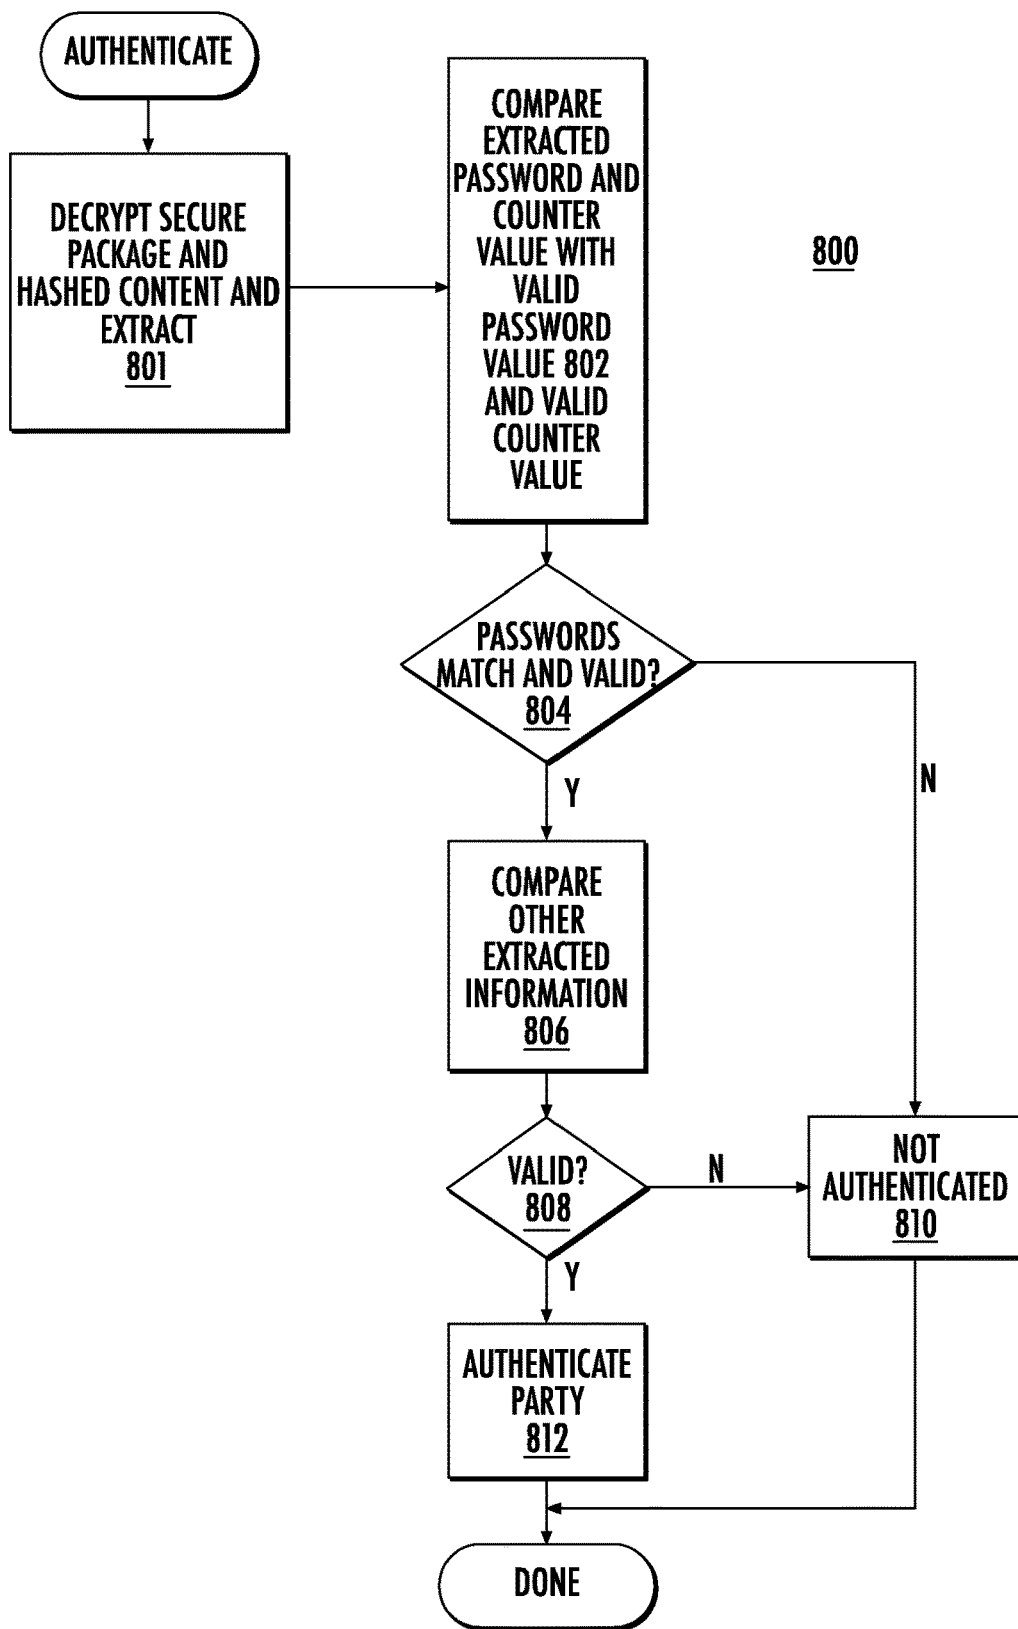 AUTHENTICATE
DECRYPT SECURE
PACKAGE AND
HASHED CONTENT AND
EXTRACT
801
COMPARE
EXTRACTED
PASSWORD AND
COUNTER
VALUE WITH
VALID
PASSWORD
VALUE 802
AND VALID
COUNTER
VALUE
800
PASSWORDS
MATCH AND VALID?
804
N
Y
COMPARE
OTHER
EXTRACTED
INFORMATION
806
VALID?
808
N
NOT
AUTHENTICATED
810
Y
AUTHENTICATE
PARTY
812
DONE